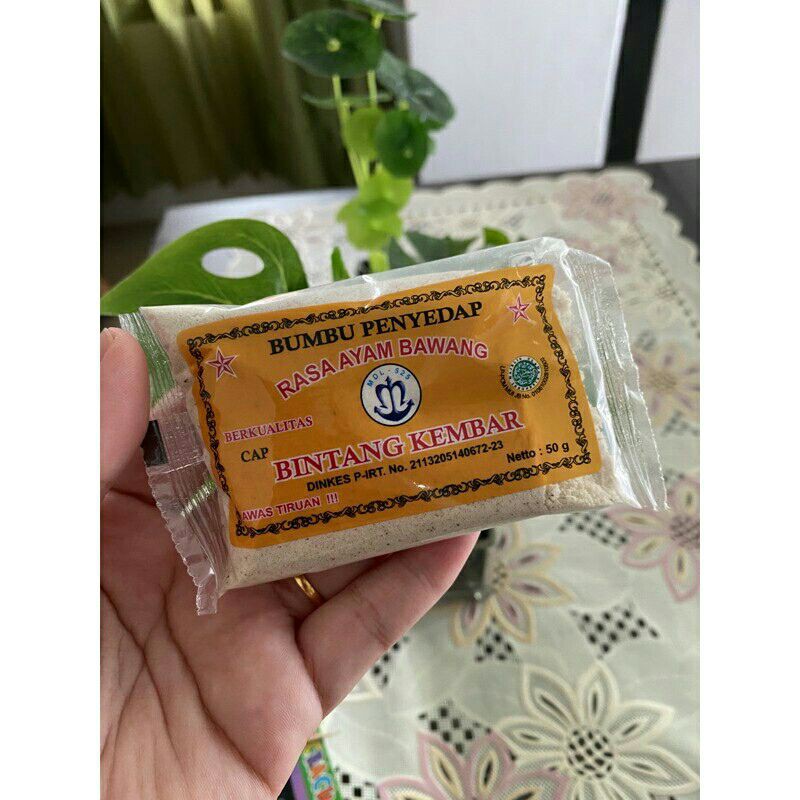 BUMBU PENYEDAP
RASA AYAM BAWANG
MOL - 525
BERKUALITAS
CAP
BINTANG KEMBAR
DINKES P-IRT. No. 2113205140672-23
Netto : 50 g
AWAS TIRUAN !!!